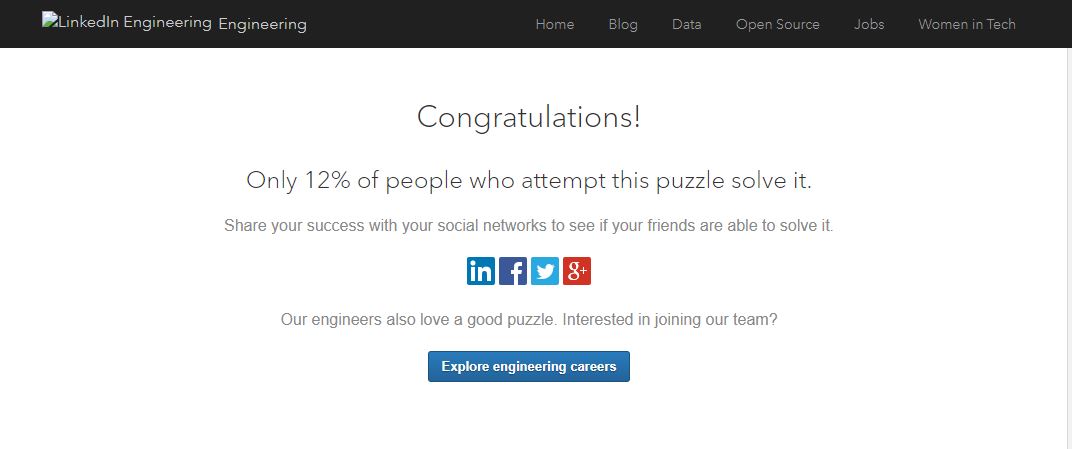 LinkedIn Engineering Engineering Home Blog Data Open Source Jobs Women in Tech
Congratulations!
Only 12% of people who attempt this puzzle solve it.
Share your success with your social networks to see if your friends are able to solve it.
in f g+
Our engineers also love a good puzzle. Interested in joining our team?
Explore engineering careers